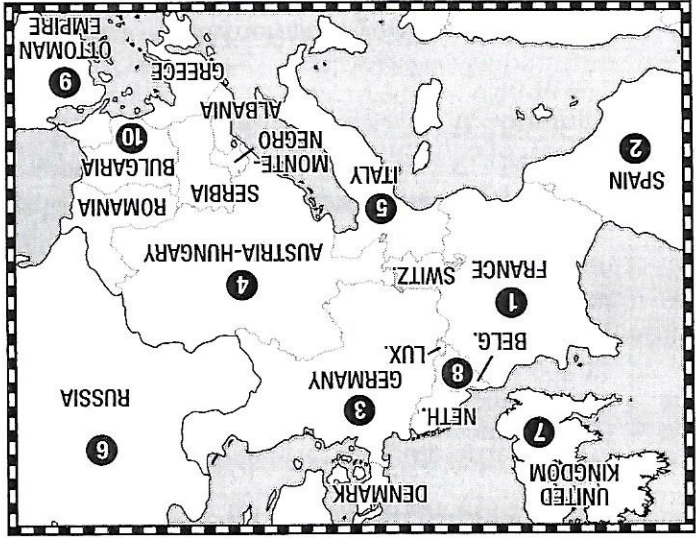 UNITED
KINGDOM
7
DENMARK
6
RUSSIA
NETH.
3
GERMANY
8
BELG.
LUX.
1
FRANCE
SWITZ
4
AUSTRIA-HUNGARY
5
ITALY
ROMANIA
SERBIA
BULGARIA
10
MONTE-
NEGRO
ALBANIA
SPAIN
2
GREECE
9
OTTOMAN
EMPIRE